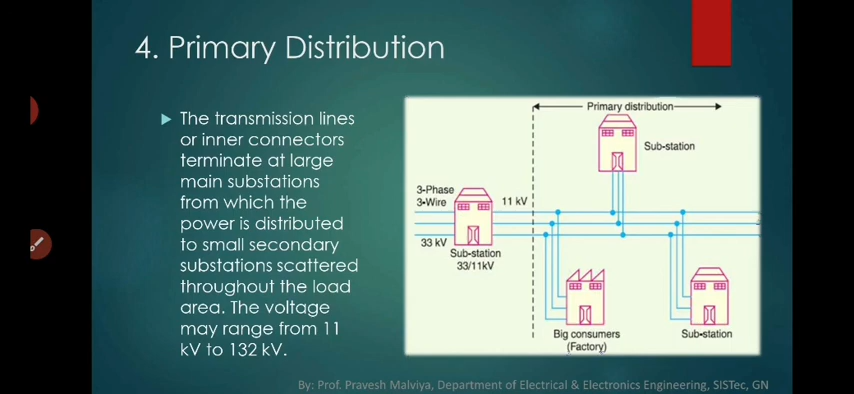 4. Primary Distribution
The transmission lines
or inner connectors
terminate at large
main substations
from which the
power is distributed
to small secondary
substations scattered
throughout the load
area. The voltage
may range from 11
kV to 132 kV.
Primary distribution
Sub-station
3-Phase
3-Wire
11 kV
33 kV
Sub-station
33/11kV
Big consumers
(Factory)
Sub-station
By: Prof. Pravesh Malviya, Department of Electrical & Electronics Engineering, SISTec, GN